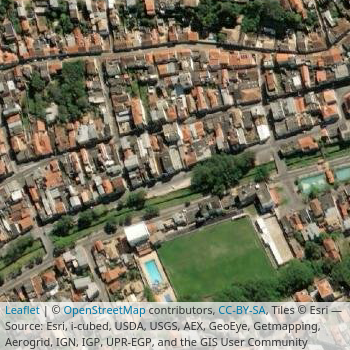 Leaflet | © OpenStreetMap contributors, CC-BY-SA, Tiles © Esri —
Source: Esri, i-cubed, USDA, USGS, AEX, GeoEye, Getmapping,
Aerogrid, IGN, IGP, UPR-EGP, and the GIS User Community